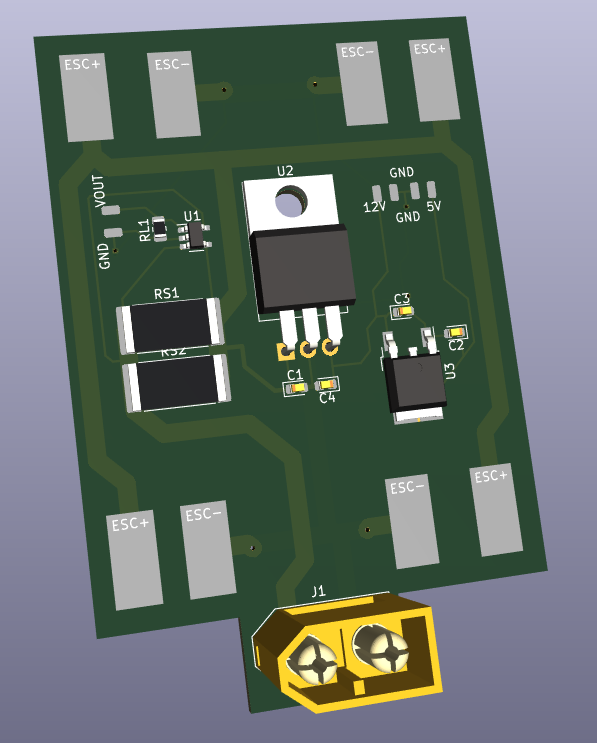 ESC+
ESC-
ESC-
ESC+
U2
GND
12V
GND
5V
VOUT
GND
RL1
U1
RS1
RS2
C3
C2
U3
C1
C4
ESC+
ESC-
ESC-
ESC+
J1